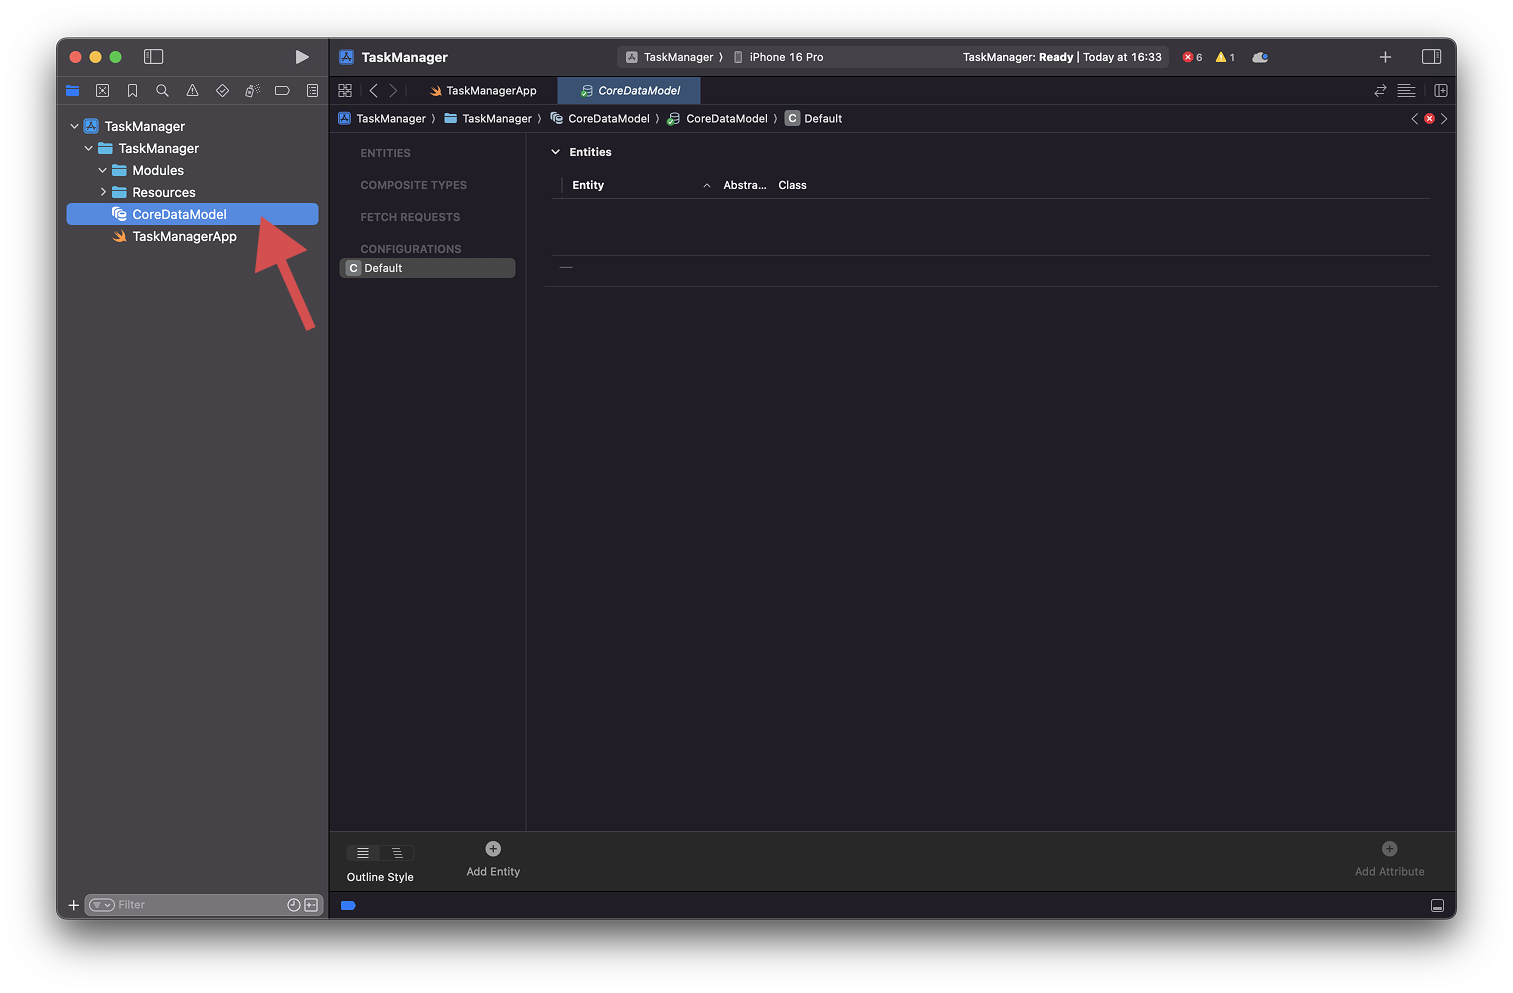 TaskManager
TaskManager 〉 iPhone 16 Pro
TaskManager: Ready | Today at 16:33
6
1
TaskManagerApp
CoreDataModel
TaskManager 〉 TaskManager 〉 CoreDataModel 〉 CoreDataModel 〉 C Default
TaskManager
TaskManager
Modules
Resources
CoreDataModel
TaskManagerApp
Filter
ENTITIES
COMPOSITE TYPES
FETCH REQUESTS
CONFIGURATIONS
C Default
Entities
Entity Abstra... Class
Outline Style
Add Entity
Add Attribute